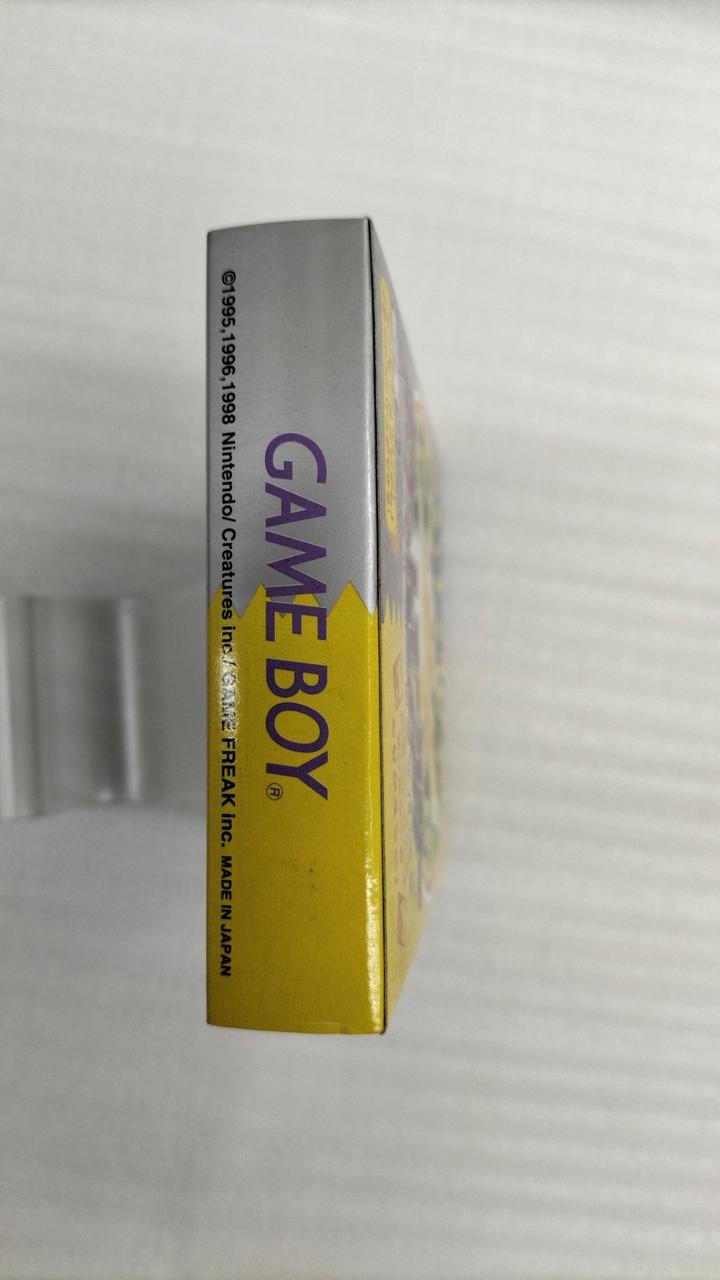 GAME BOY®
©1995,1996,1998 Nintendo/ Creatures inc./ GAME FREAK inc. MADE IN JAPAN